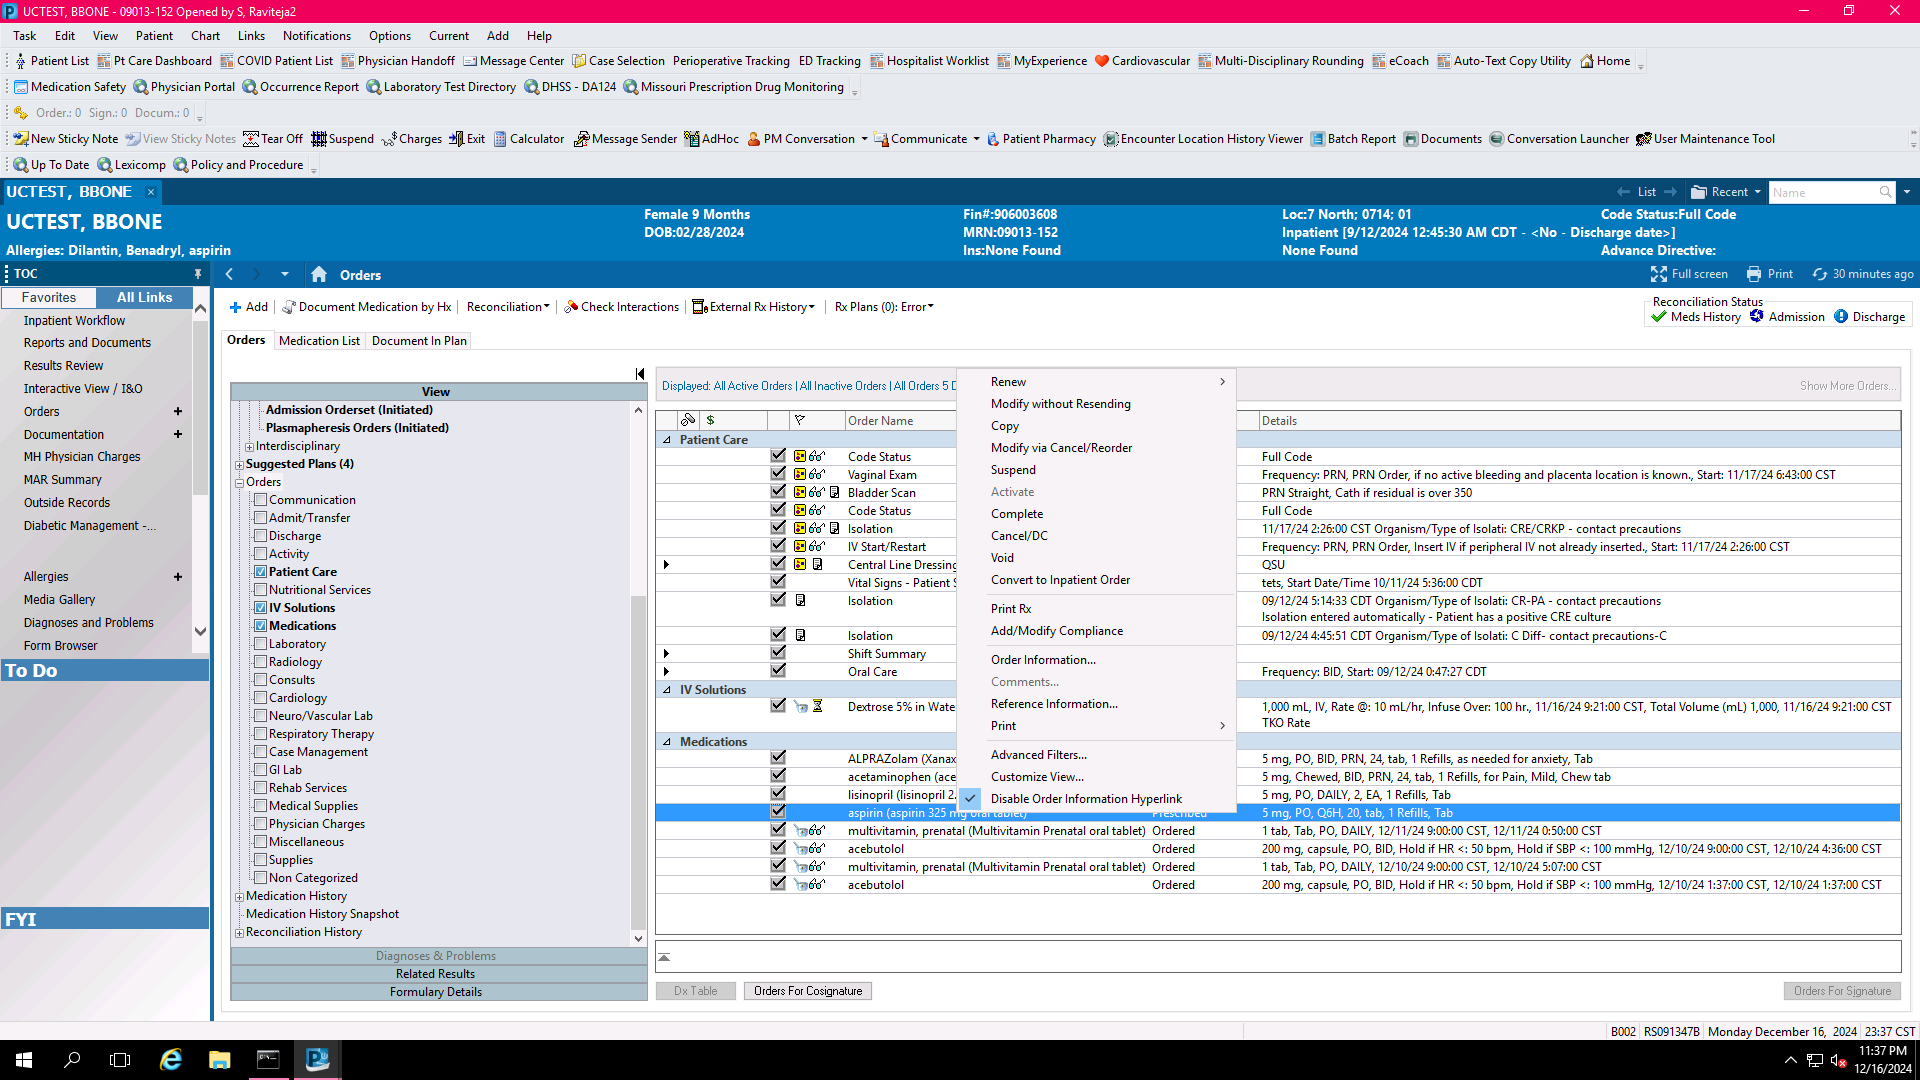 UCTEST, BBONE - 09013-152 Opened by S, Raviteja2
Task Edit View Patient Chart Links Notifications Options Current Add Help
Patient List Pt Care Dashboard COVID Patient List Physician Handoff Message Center Case Selection Perioperative Tracking ED Tracking Hospitalist Worklist MyExperience Cardiovascular Multi-Disciplinary Rounding eCoach Auto-Text Copy Utility Home
Medication Safety Physician Portal Occurrence Report Laboratory Test Directory DHSS - DA124 Missouri Prescription Drug Monitoring
Order.: 0 Sign.: 0 Docum.: 0
New Sticky Note View Sticky Notes Tear Off Suspend Charges Exit Calculator Message Sender AdHoc PM Conversation Communicate Patient Pharmacy Encounter Location History Viewer Batch Report Documents Conversation Launcher User Maintenance Tool
Up To Date Lexicomp Policy and Procedure
UCTEST, BBONE List Recent Name
UCTEST, BBONE Female 9 Months Fin#:906003608 Loc:7 North; 0714; 01 Code Status:Full Code
DOB:02/28/2024 MRN:09013-152 Inpatient [9/12/2024 12:45:30 AM CDT - <No - Discharge date>]
Allergies: Dilantin, Benadryl, aspirin Ins:None Found None Found Advance Directive:
TOC Orders Full screen Print 30 minutes ago
Favorites All Links
Inpatient Workflow
Reports and Documents
Results Review
Interactive View / I&O
Orders
Documentation
MH Physician Charges
MAR Summary
Outside Records
Diabetic Management -...
Allergies
Media Gallery
Diagnoses and Problems
Form Browser
To Do
FYI
Add Document Medication by Hx Reconciliation Check Interactions External Rx History Rx Plans (0): Error
Reconciliation Status
Meds History Admission Discharge
Orders Medication List Document In Plan
View
Admission Orderset (Initiated)
Plasmapheresis Orders (Initiated)
Interdisciplinary
Suggested Plans (4)
Orders
Communication
Admit/Transfer
Discharge
Activity
Patient Care
Nutritional Services
IV Solutions
Medications
Laboratory
Radiology
Consults
Cardiology
Neuro/Vascular Lab
Respiratory Therapy
Case Management
GI Lab
Rehab Services
Medical Supplies
Physician Charges
Miscellaneous
Supplies
Non Categorized
Medication History
Medication History Snapshot
Reconciliation History
Diagnoses & Problems
Related Results
Formulary Details
Displayed: All Active Orders | All Inactive Orders | All Orders 5 D Show More Orders...
$ Order Name Details
Patient Care
Code Status Full Code
Vaginal Exam Frequency: PRN, PRN Order, if no active bleeding and placenta location is known., Start: 11/17/24 6:43:00 CST
Bladder Scan PRN Straight, Cath if residual is over 350
Code Status Full Code
Isolation 11/17/24 2:26:00 CST Organism/Type of Isolati: CRE/CRKP - contact precautions
IV Start/Restart Frequency: PRN, PRN Order, Insert IV if peripheral IV not already inserted., Start: 11/17/24 2:26:00 CST
Central Line Dressing QSU
Vital Signs - Patient S tets, Start Date/Time 10/11/24 5:36:00 CDT
Isolation 09/12/24 5:14:33 CDT Organism/Type of Isolati: CR-PA - contact precautions
Isolation entered automatically - Patient has a positive CRE culture
Isolation 09/12/24 4:45:51 CDT Organism/Type of Isolati: C Diff- contact precautions-C
Shift Summary
Oral Care Frequency: BID, Start: 09/12/24 0:47:27 CDT
IV Solutions
Dextrose 5% in Wate 1,000 mL, IV, Rate @: 10 mL/hr, Infuse Over: 100 hr., 11/16/24 9:21:00 CST, Total Volume (mL) 1,000, 11/16/24 9:21:00 CST
TKO Rate
Medications
ALPRAZolam (Xanax 5 mg, PO, BID, PRN, 24, tab, 1 Refills, as needed for anxiety, Tab
acetaminophen (ace 5 mg, Chewed, BID, PRN, 24, tab, 1 Refills, for Pain, Mild, Chew tab
lisinopril (lisinopril 2. 5 mg, PO, DAILY, 2, EA, 1 Refills, Tab
aspirin (aspirin 325 mg oral tablet) Prescribed 5 mg, PO, Q6H, 20, tab, 1 Refills, Tab
multivitamin, prenatal (Multivitamin Prenatal oral tablet) Ordered 1 tab, Tab, PO, DAILY, 12/11/24 9:00:00 CST, 12/11/24 0:50:00 CST
acebutolol Ordered 200 mg, capsule, PO, BID, Hold if HR <: 50 bpm, Hold if SBP <: 100 mmHg, 12/10/24 9:00:00 CST, 12/10/24 4:36:00 CST
multivitamin, prenatal (Multivitamin Prenatal oral tablet) Ordered 1 tab, Tab, PO, DAILY, 12/10/24 9:00:00 CST, 12/10/24 5:07:00 CST
acebutolol Ordered 200 mg, capsule, PO, BID, Hold if HR <: 50 bpm, Hold if SBP <: 100 mmHg, 12/10/24 1:37:00 CST, 12/10/24 1:37:00 CST
Renew
Modify without Resending
Copy
Modify via Cancel/Reorder
Suspend
Activate
Complete
Cancel/DC
Void
Convert to Inpatient Order
Print Rx
Add/Modify Compliance
Order Information...
Comments...
Reference Information...
Print
Advanced Filters...
Customize View...
Disable Order Information Hyperlink
Dx Table Orders For Cosignature Orders For Signature
B002 RS091347B Monday December 16, 2024 23:37 CST
11:37 PM
12/16/2024